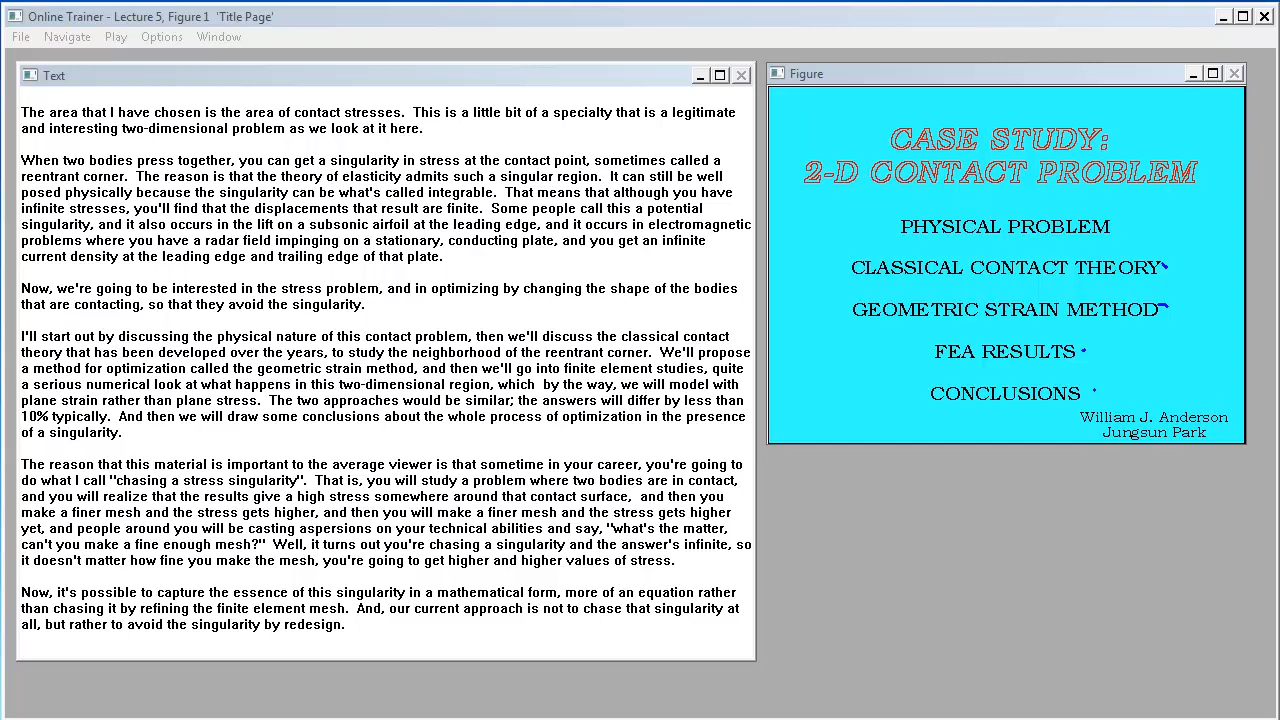 Online Trainer - Lecture 5, Figure 1  'Title Page'
File Navigate Play Options Window
Text
The area that I have chosen is the area of contact stresses.  This is a little bit of a specialty that is a legitimate
and interesting two-dimensional problem as we look at it here.
When two bodies press together, you can get a singularity in stress at the contact point, sometimes called a
reentrant corner.  The reason is that the theory of elasticity admits such a singular region.  It can still be well
posed physically because the singularity can be what's called integrable.  That means that although you have
infinite stresses, you'll find that the displacements that result are finite.  Some people call this a potential
singularity, and it also occurs in the lift on a subsonic airfoil at the leading edge, and it occurs in electromagnetic
problems where you have a radar field impinging on a stationary, conducting plate, and you get an infinite
current density at the leading edge and trailing edge of that plate.
Now, we're going to be interested in the stress problem, and in optimizing by changing the shape of the bodies
that are contacting, so that they avoid the singularity.
I'll start out by discussing the physical nature of this contact problem, then we'll discuss the classical contact
theory that has been developed over the years, to study the neighborhood of the reentrant corner.  We'll propose
a method for optimization called the geometric strain method, and then we'll go into finite element studies, quite
a serious numerical look at what happens in this two-dimensional region, which  by the way, we will model with
plane strain rather than plane stress.  The two approaches would be similar; the answers will differ by less than
10% typically.  And then we will draw some conclusions about the whole process of optimization in the presence
of a singularity.
The reason that this material is important to the average viewer is that sometime in your career, you're going to
do what I call "chasing a stress singularity".  That is, you will study a problem where two bodies are in contact,
and you will realize that the results give a high stress somewhere around that contact surface,  and then you
make a finer mesh and the stress gets higher, and then you will make a finer mesh and the stress gets higher
yet, and people around you will be casting aspersions on your technical abilities and say, "what's the matter,
can't you make a fine enough mesh?"  Well, it turns out you're chasing a singularity and the answer's infinite, so
it doesn't matter how fine you make the mesh, you're going to get higher and higher values of stress.
Now, it's possible to capture the essence of this singularity in a mathematical form, more of an equation rather
than chasing it by refining the finite element mesh.  And, our current approach is not to chase that singularity at
all, but rather to avoid the singularity by redesign.
Figure
CASE STUDY:
2-D CONTACT PROBLEM
PHYSICAL PROBLEM
CLASSICAL CONTACT THEORY
GEOMETRIC STRAIN METHOD
FEA RESULTS
CONCLUSIONS
William J. Anderson
Jungsun Park